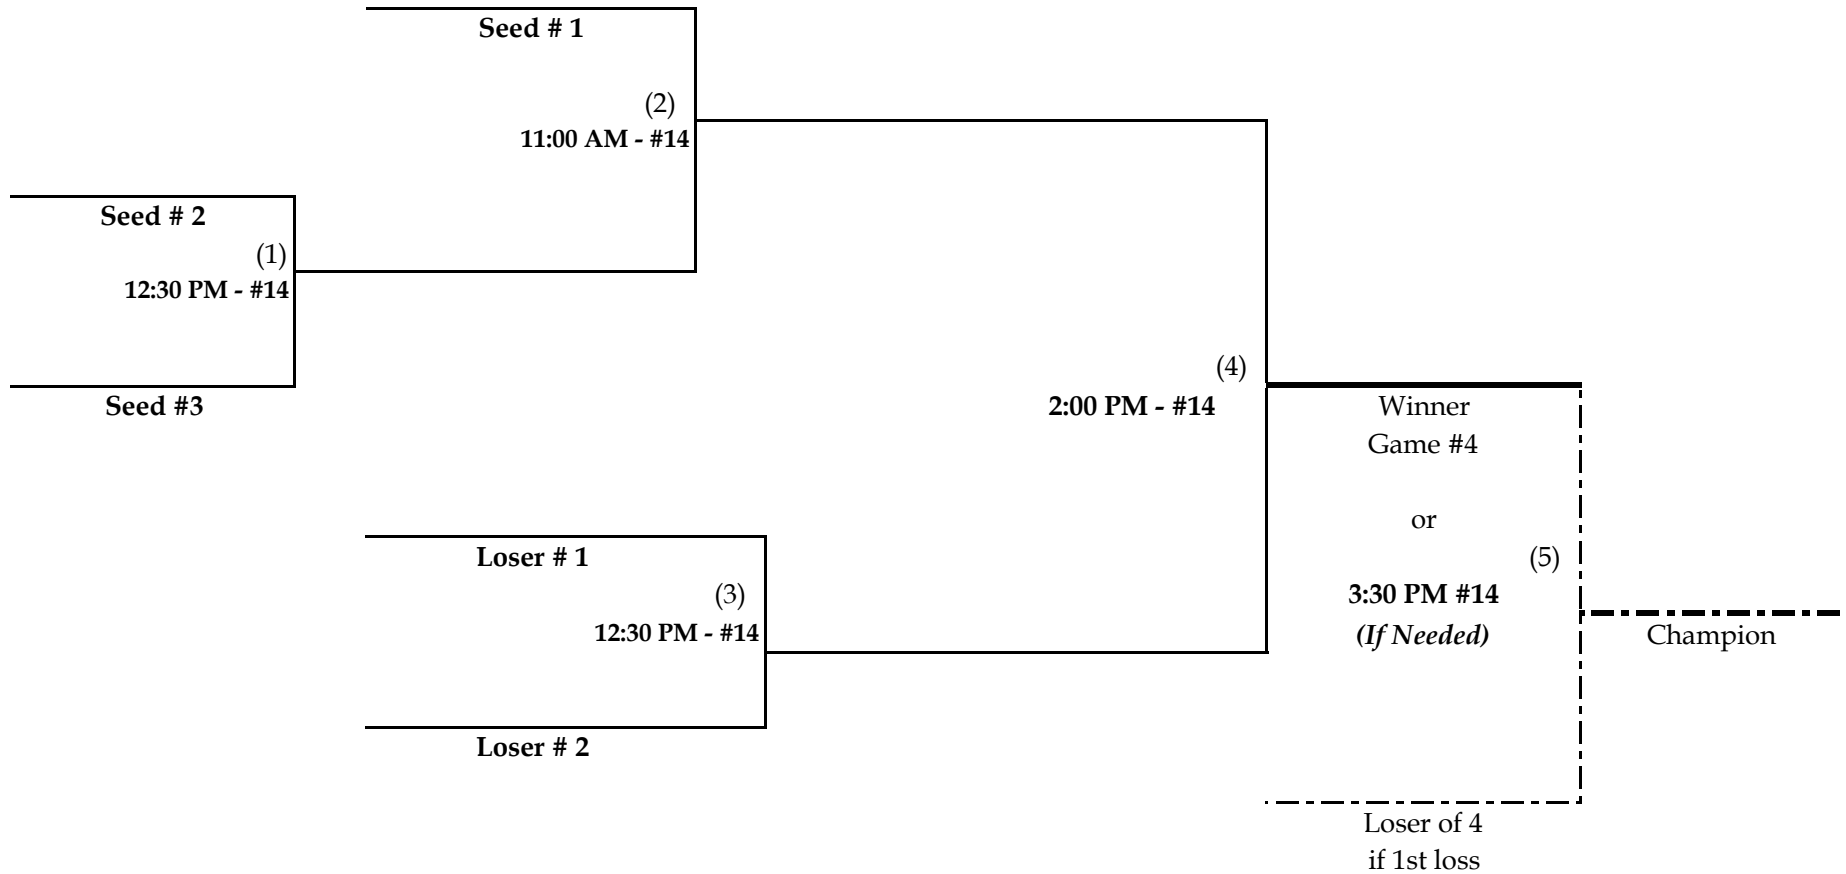 Seed # 1
(2)
11:00 AM - #14
Seed # 2
(1)
12:30 PM - #14
Seed #3
(4)
2:00 PM - #14
Winner
Game #4
or
(5)
3:30 PM #14
(If Needed)
Champion
Loser # 1
(3)
12:30 PM - #14
Loser # 2
Loser of 4
if 1st loss